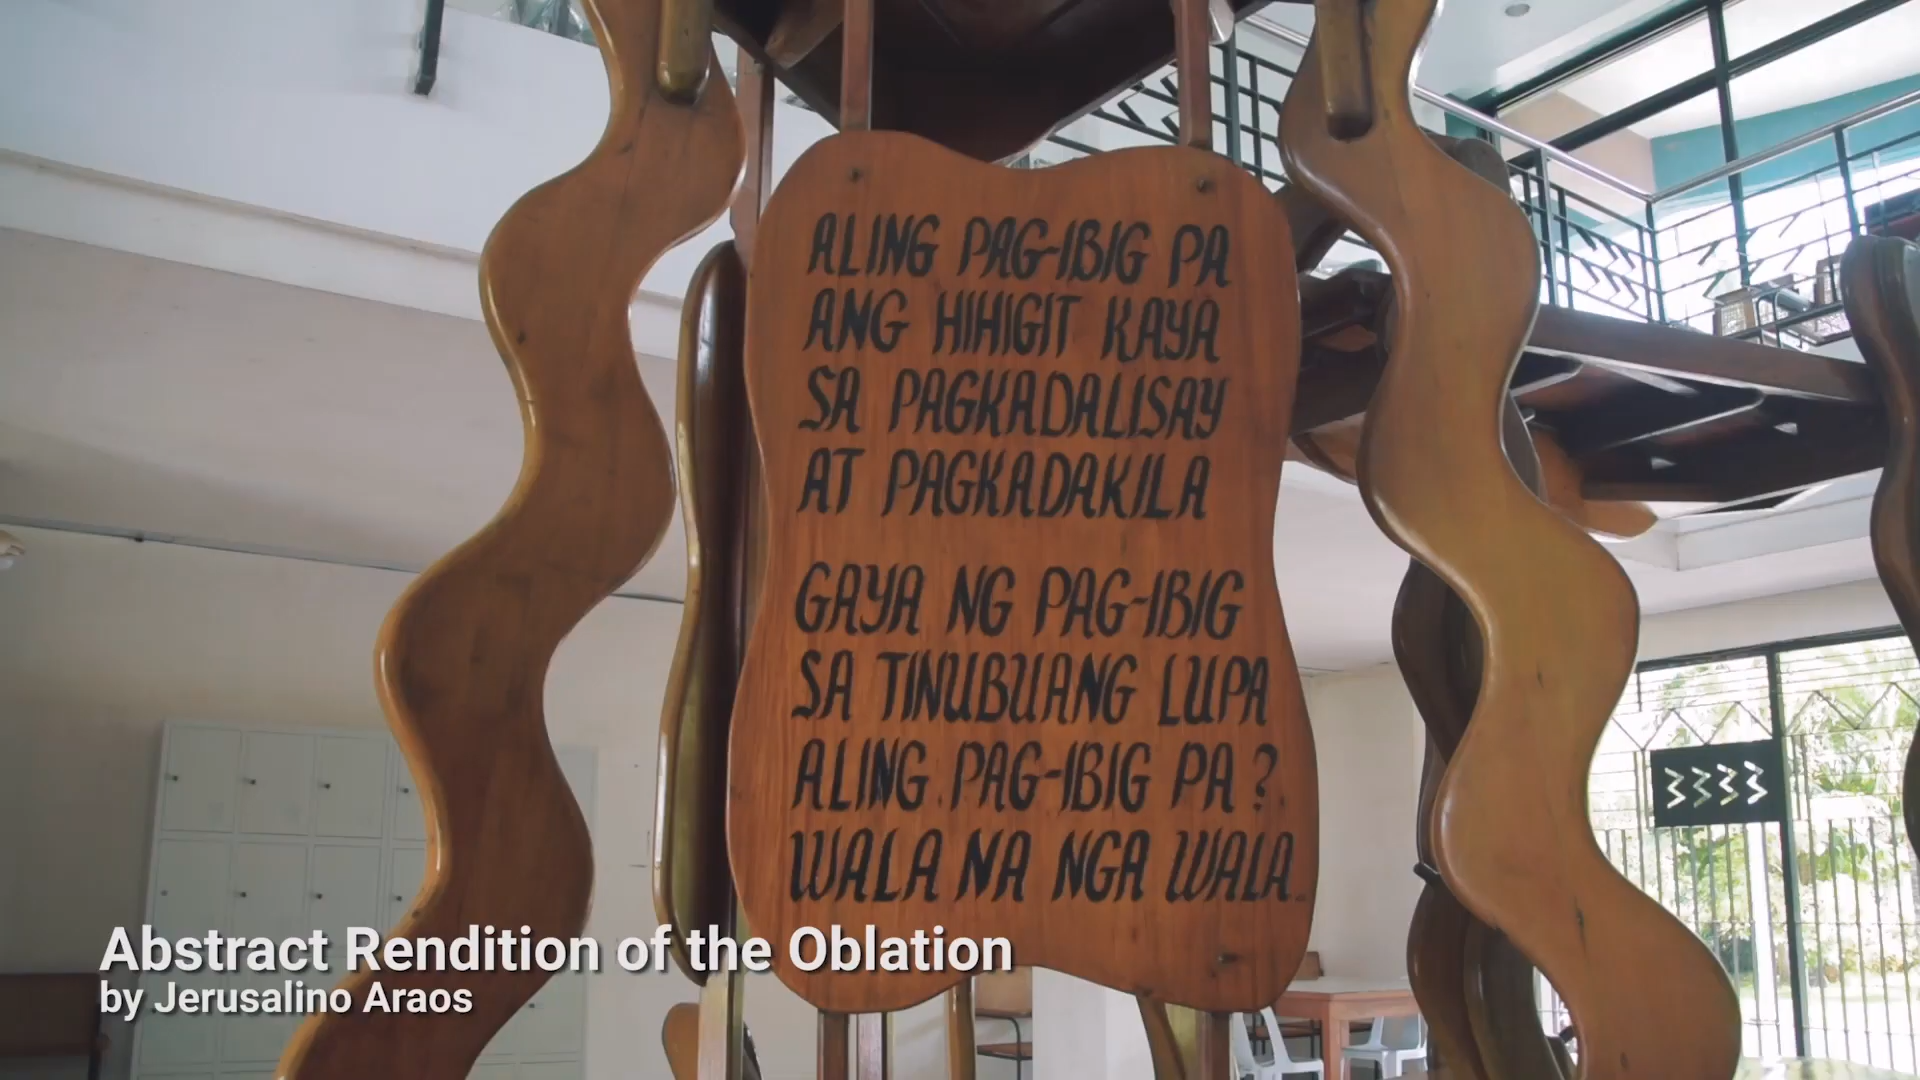 ALING PAG-IBIG PA
ANG HIHIGIT KAYA
SA PAGKADALISAY
AT PAGKADAKILA
GAYA NG PAG-IBIG
SA TINUBUANG LUPA
ALING PAG-IBIG PA?
WALA NA NGA WALA..
Abstract Rendition of the Oblation
by Jerusalino Araos